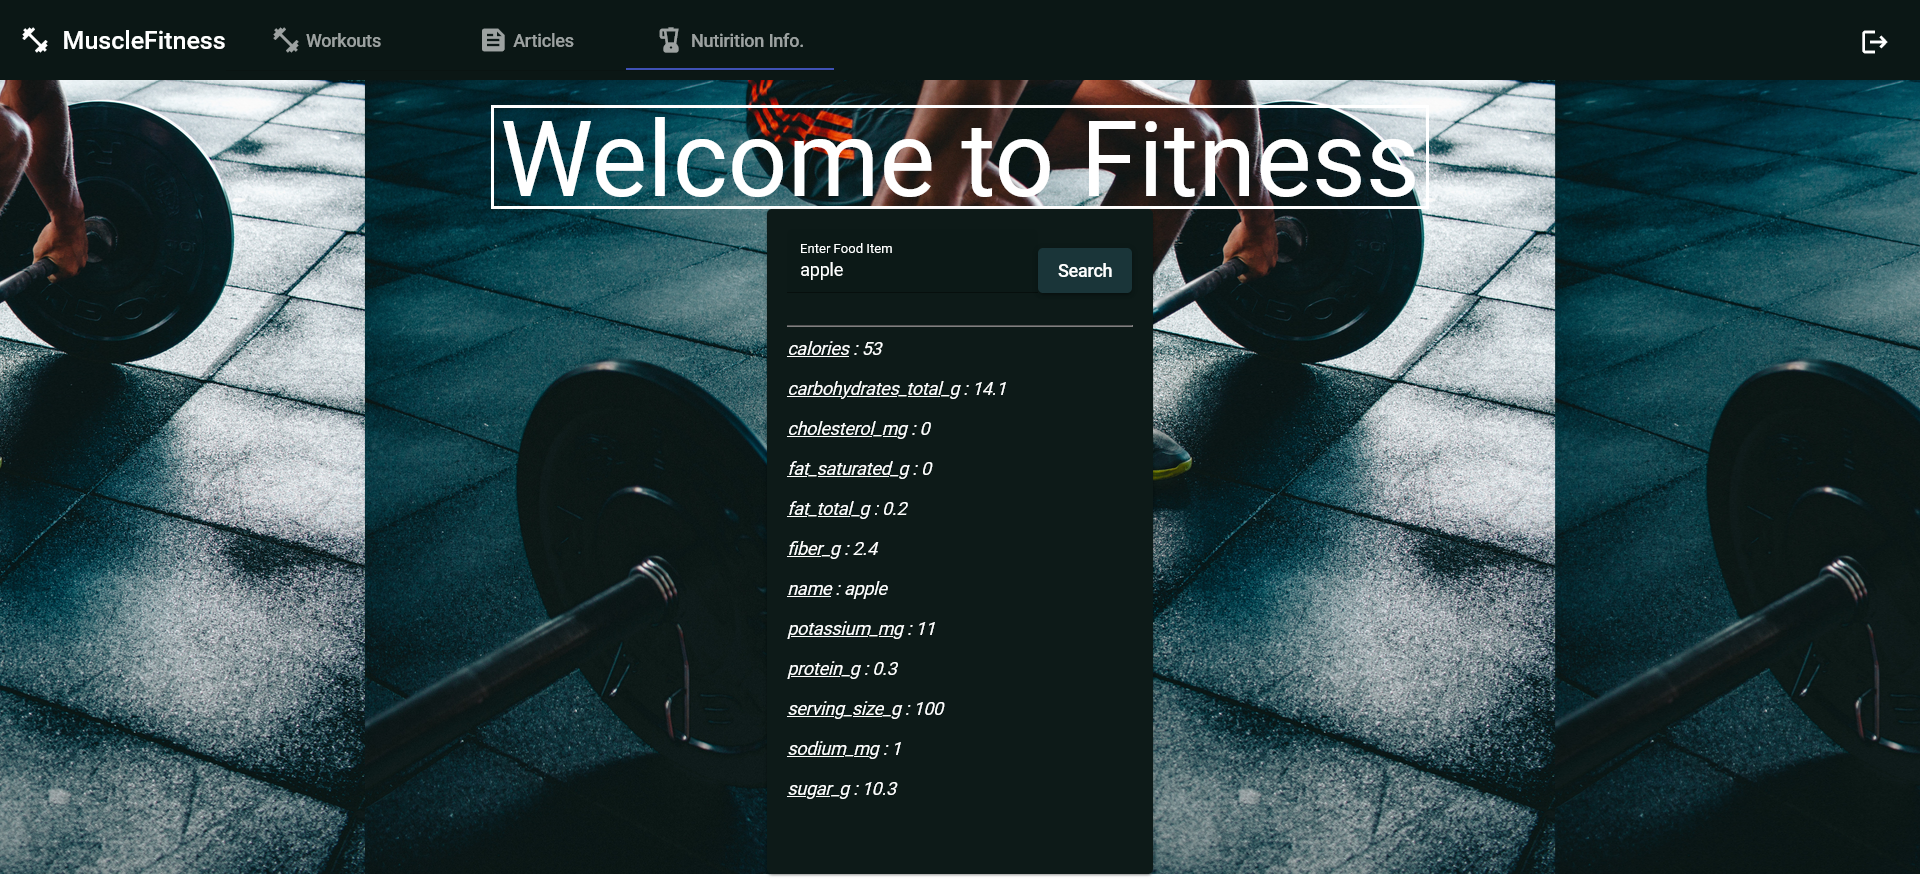 MuscleFitness
Workouts
Articles
Nutirition Info.
Welcome to Fitness
Enter Food Item
apple
Search
calories : 53
carbohydrates_total_g : 14.1
cholesterol_mg : 0
fat_saturated_g : 0
fat_total_g : 0.2
fiber_g : 2.4
name : apple
potassium_mg : 11
protein_g : 0.3
serving_size_g : 100
sodium_mg : 1
sugar_g : 10.3